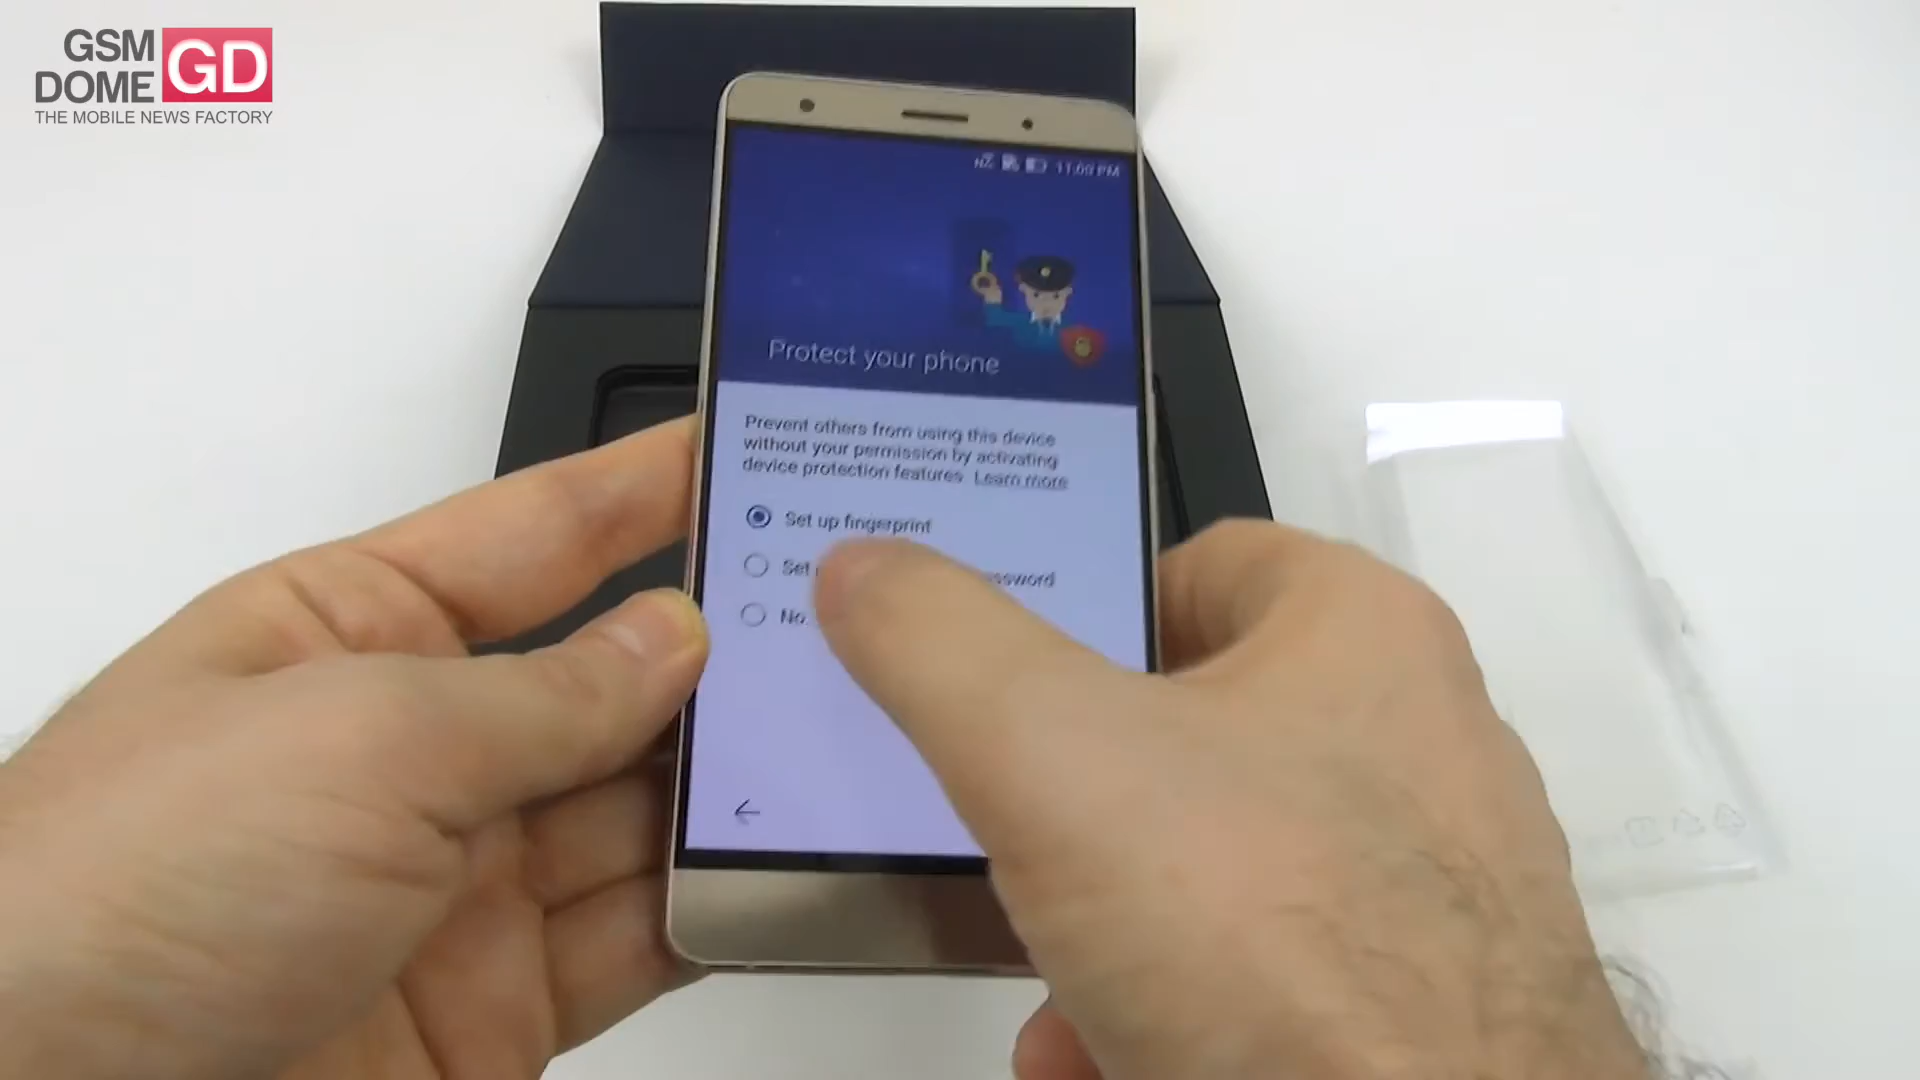 GSM
DOME
GD
THE MOBILE NEWS FACTORY
11:00 PM
Protect your phone
Prevent others from using this device
without your permission by activating
device protection features. Learn more
Set up fingerprint
Set
No.